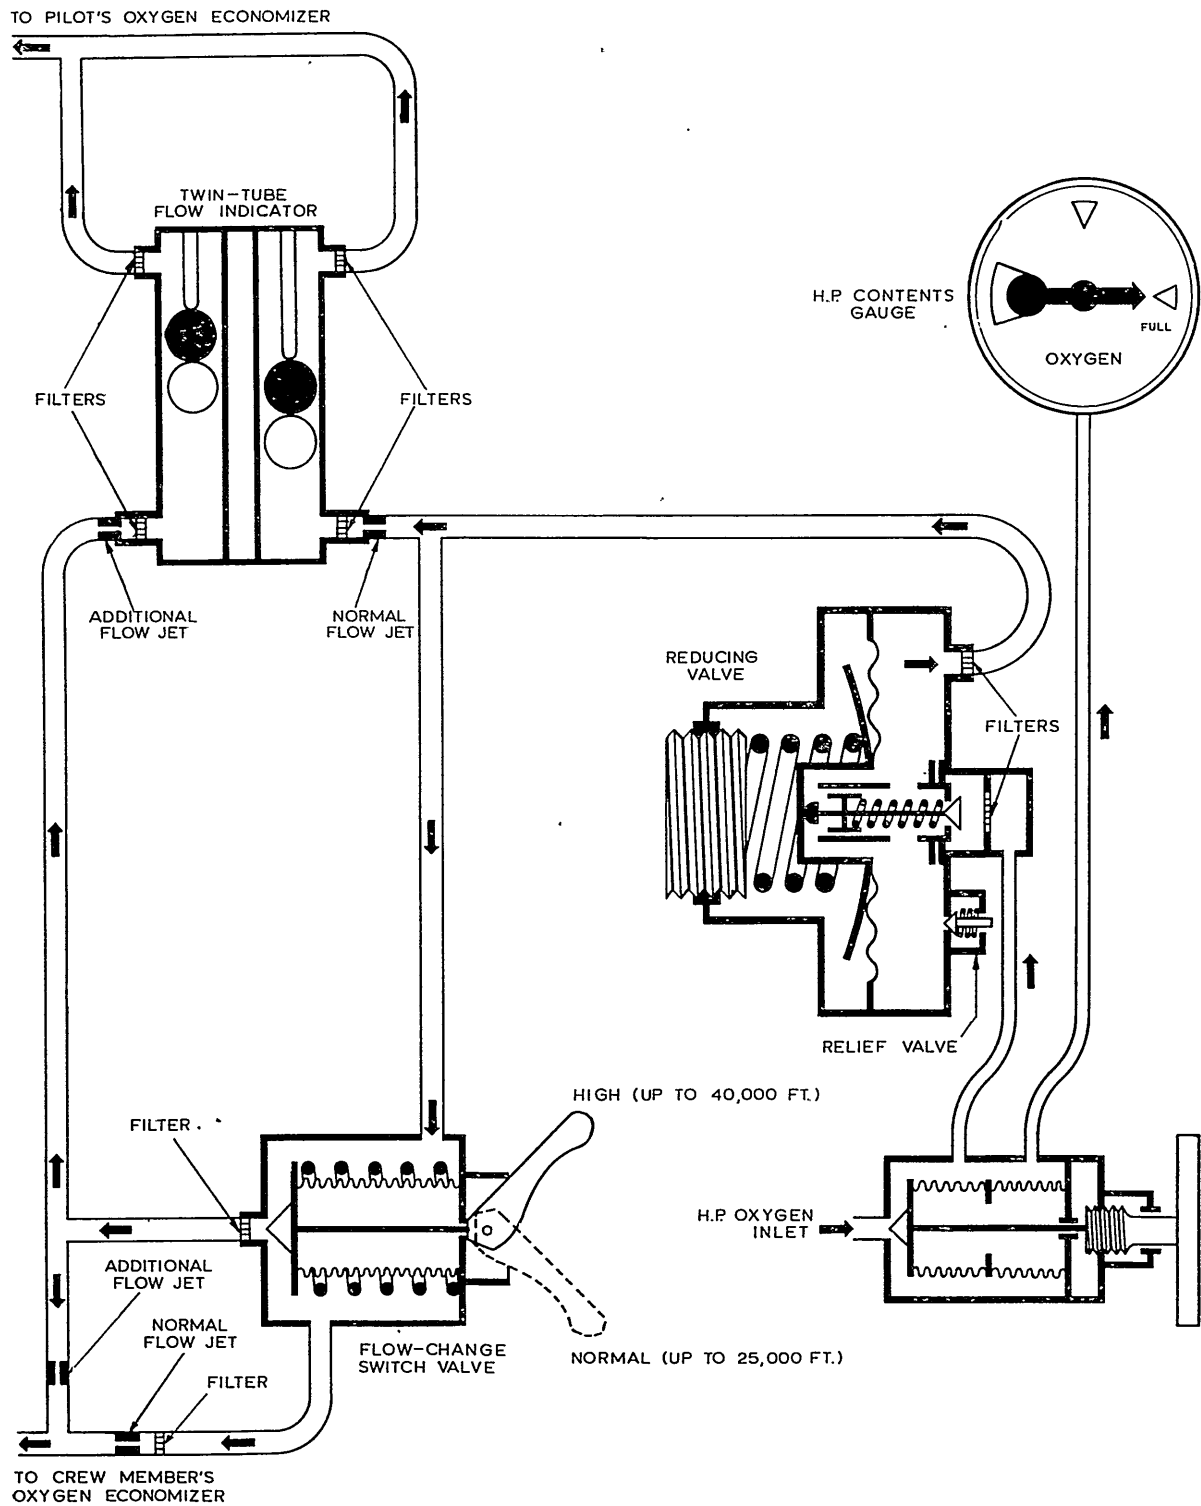 TO PILOT'S OXYGEN ECONOMIZER
TWIN-TUBE
FLOW INDICATOR
H.P. CONTENTS
GAUGE
FULL
OXYGEN
FILTERS
FILTERS
ADDITIONAL
FLOW JET
NORMAL
FLOW JET
REDUCING
VALVE
FILTERS
RELIEF VALVE
HIGH (UP TO 40,000 FT.)
FILTER
H.P. OXYGEN
INLET
ADDITIONAL
FLOW JET
NORMAL
FLOW JET
FLOW-CHANGE
SWITCH VALVE
NORMAL (UP TO 25,000 FT.)
FILTER
TO CREW MEMBER'S
OXYGEN ECONOMIZER